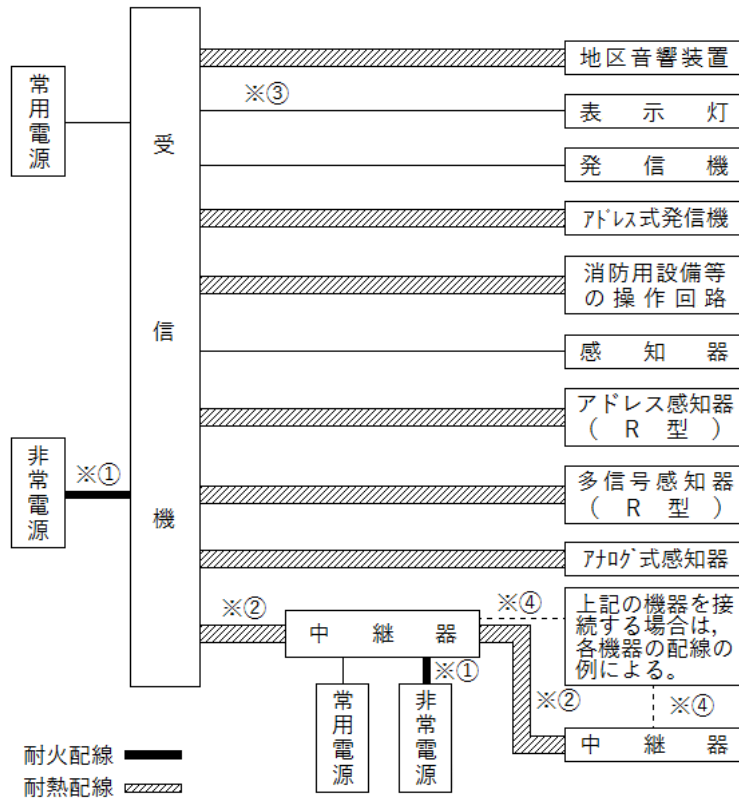 地区音響装置
常用電源
※③
表示灯
受信機
発信機
ｱﾄﾞﾚｽ式発信機
消防用設備等
の操作回路
感知器
アドレス感知器
(R型)
非常電源
※①
多信号感知器
(R型)
ｱﾅﾛｸﾞ式感知器
※②
中継器
※④
上記の機器を接
続する場合は,
各機器の配線の
例による。
※①
※②
※④
常用電源
非常電源
中継器
耐火配線
耐熱配線